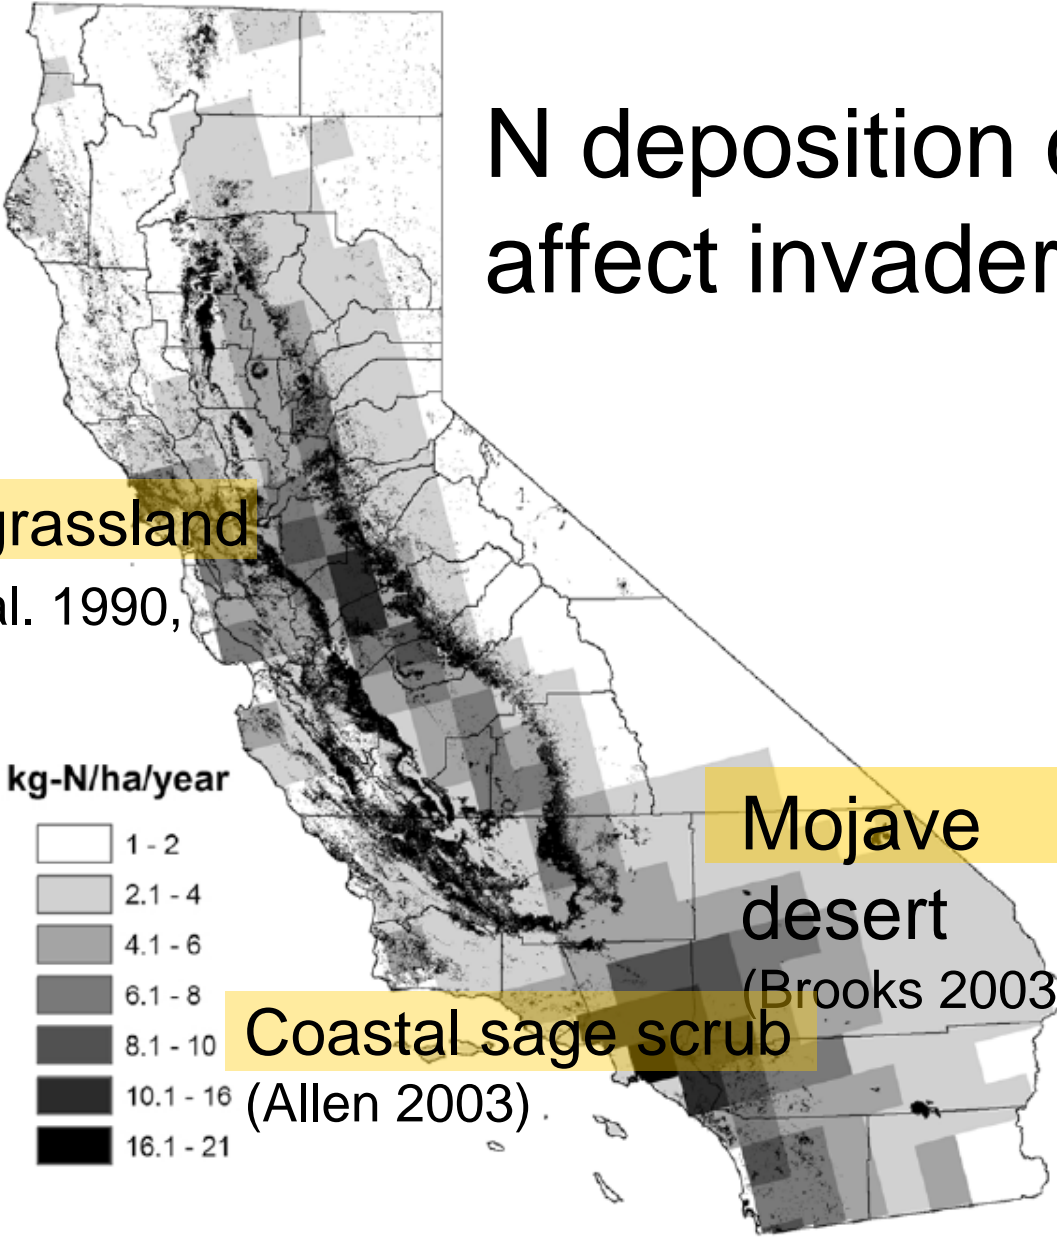 N deposition
affect invader
grassland
al. 1990,
kg-N/ha/year
1 - 2
2.1 - 4
4.1 - 6
6.1 - 8
8.1 - 10
10.1 - 16
16.1 - 21
Mojave
desert
(Brooks 2003
Coastal sage scrub
(Allen 2003)